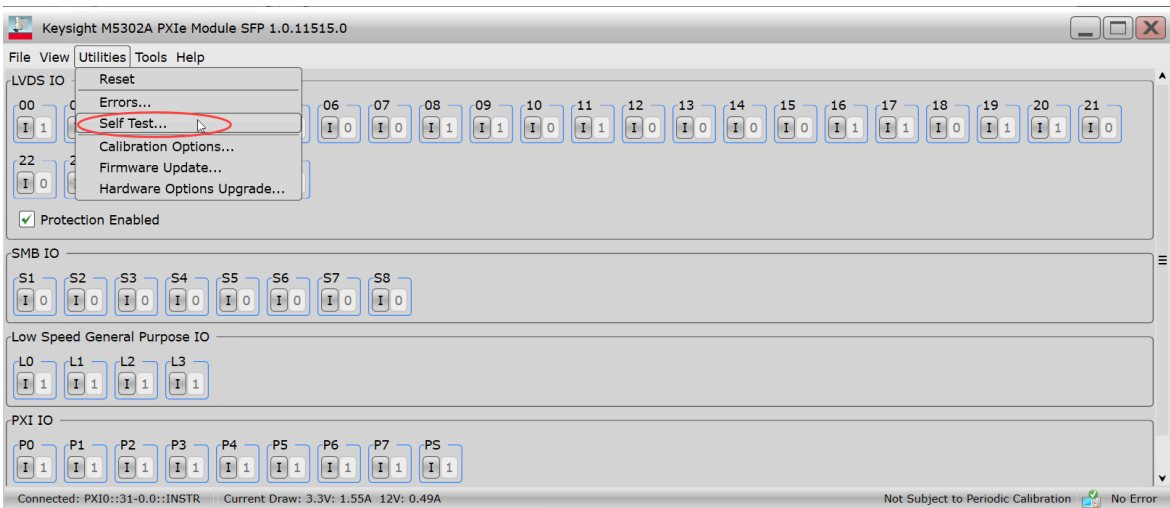 Keysight M5302A PXIe Module SFP 1.0.11515.0
File View Utilities Tools Help
Reset
Errors...
Self Test...
Calibration Options...
Firmware Update...
Hardware Options Upgrade...
LVDS IO
00 06 07 08 09 10 11 12 13 14 15 16 17 18 19 20 21
I 1 I 0 I 0 I 1 I 1 I 0 I 1 I 0 I 0 I 0 I 0 I 1 I 1 I 0 I 1 I 1 I 0
22
I 0
Protection Enabled
SMB IO
S1 S2 S3 S4 S5 S6 S7 S8
I 0 I 0 I 0 I 0 I 0 I 0 I 0 I 0
Low Speed General Purpose IO
L0 L1 L2 L3
I 1 I 1 I 1 I 1
PXI IO
P0 P1 P2 P3 P4 P5 P6 P7 PS
I 1 I 1 I 1 I 1 I 1 I 1 I 1 I 1 I 1
Connected: PXI0::31-0.0::INSTR Current Draw: 3.3V: 1.55A 12V: 0.49A Not Subject to Periodic Calibration No Error